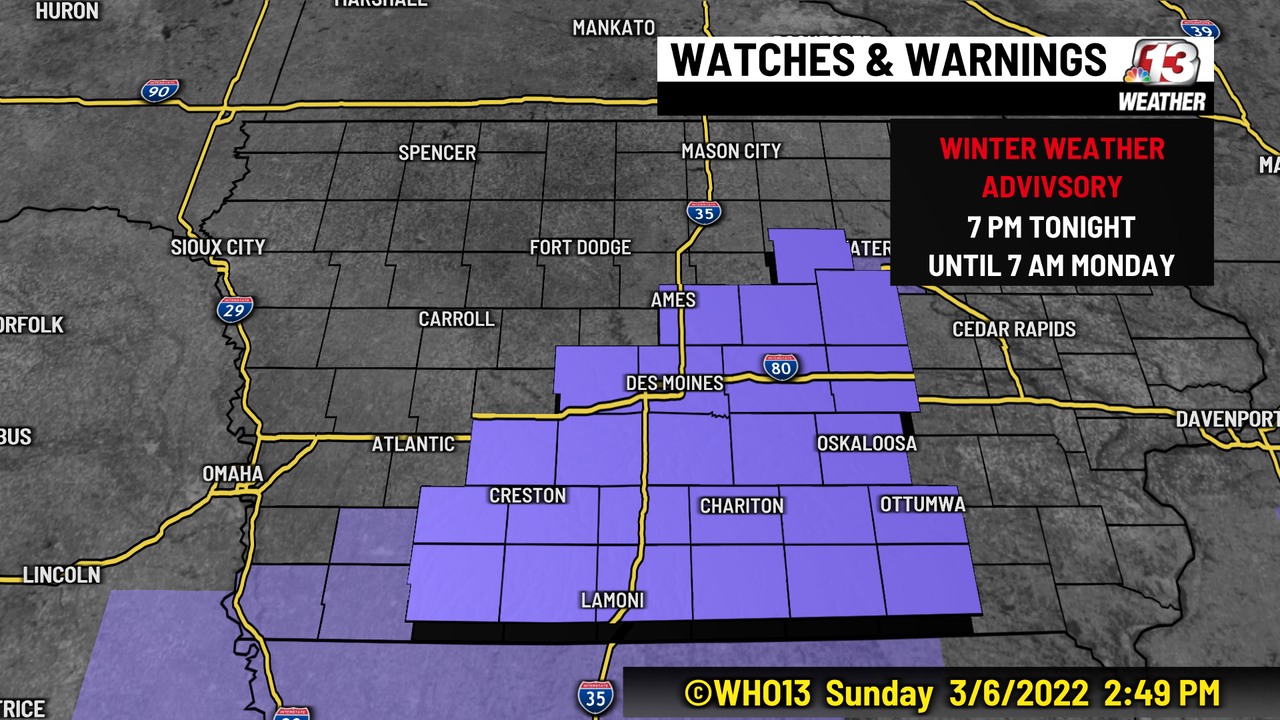 HURON
MARSHALL
MANKATO
ROCHESTER
39
WATCHES & WARNINGS
13
WEATHER
90
WINTER WEATHER
ADVIVSORY
7 PM TONIGHT
UNTIL 7 AM MONDAY
SPENCER
MASON CITY
MA
35
SIOUX CITY
FORT DODGE
ATER
29
AMES
ORFOLK
CARROLL
CEDAR RAPIDS
80
DES MOINES
BUS
ATLANTIC
OSKALOOSA
DAVENPORT
OMAHA
CRESTON
CHARITON
OTTUMWA
LINCOLN
LAMONI
TRICE
INTERSTATE
35
©WHO13 Sunday 3/6/2022 2:49 PM